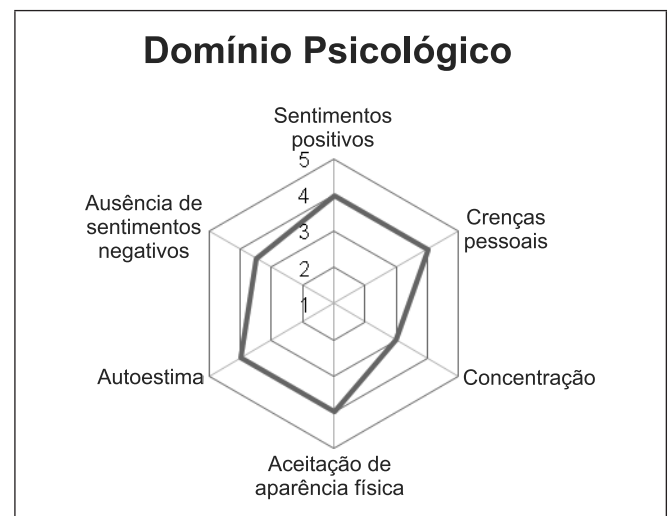 Domínio Psicológico
Sentimentos
positivos
5
4
3
2
1
Crenças
pessoais
Concentração
Aceitação de
aparência física
Autoestima
Ausência de
sentimentos
negativos